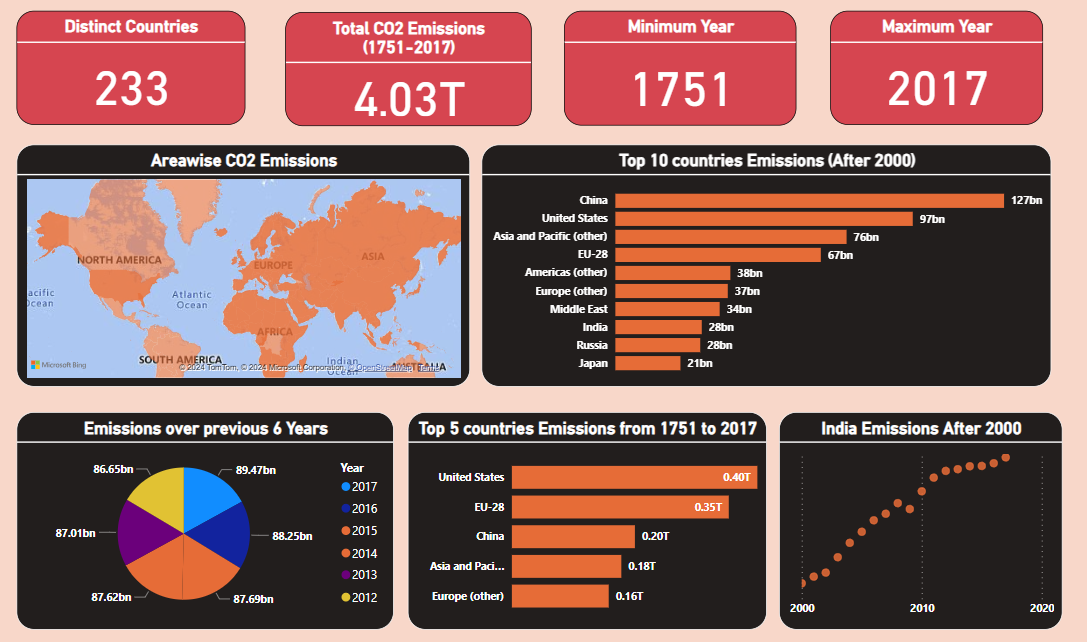 Distinct Countries
233
Total CO2 Emissions
(1751-2017)
4.03T
Minimum Year
1751
Maximum Year
2017
Areawise CO2 Emissions
NORTH AMERICA
EUROPE
ASIA
acific
Ocean
Atlantic
Ocean
AFRICA
SOUTH AMERICA
Indian
Ocean
AUSTRALIA
Microsoft Bing
© 2024 TomTom, © 2024 Microsoft Corporation, © OpenStreetMap Terms
Top 10 countries Emissions (After 2000)
China 127bn
United States 97bn
Asia and Pacific (other) 76bn
EU-28 67bn
Americas (other) 38bn
Europe (other) 37bn
Middle East 34bn
India 28bn
Russia 28bn
Japan 21bn
Emissions over previous 6 Years
86.65bn
89.47bn
87.01bn
88.25bn
87.62bn
87.69bn
Year
2017
2016
2015
2014
2013
2012
Top 5 countries Emissions from 1751 to 2017
United States 0.40T
EU-28 0.35T
China 0.20T
Asia and Paci... 0.18T
Europe (other) 0.16T
India Emissions After 2000
2000 2010 2020